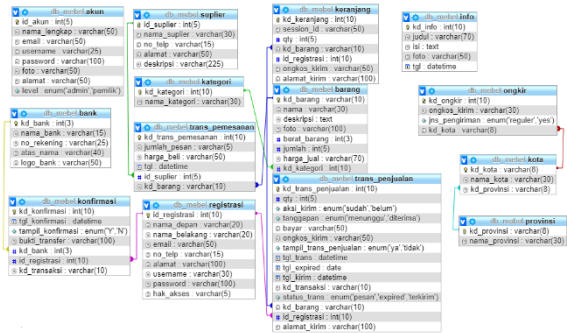 db_mebel akun
id_akun : int(5)
nama_lengkap : varchar(50)
email : varchar(50)
username : varchar(25)
password : varchar(100)
foto : varchar(50)
alamat : varchar(50)
level : enum('admin','pemilik')
db_mebel suplier
id_suplier : int(5)
nama_suplier : varchar(30)
no_telp : varchar(15)
alamat : varchar(50)
deskripsi : varchar(225)
db_mebel keranjang
kd_keranjang : int(10)
session_id : varchar(50)
qty : int(5)
kd_barang : int(10)
id_registrasi : int(10)
ongkos_kirim : varchar(50)
alamat_kirim : varchar(100)
db_mebel info
kd_info : int(10)
judul : varchar(70)
isi : text
foto : varchar(50)
tgl : datetime
db_mebel kategori
kd_kategori : int(10)
nama_kategori : varchar(30)
db_mebel barang
kd_barang : int(10)
nama : varchar(30)
deskripsi : text
foto : varchar(100)
berat_barang : int(3)
jumlah : int(5)
harga_jual : varchar(70)
kd_kategori : int(10)
db_mebel ongkir
kd_ongkir : int(10)
ongkos_kirim : varchar(30)
jns_pengiriman : enum('reguler','yes')
kd_kota : varchar(8)
db_mebel bank
kd_bank : int(3)
nama_bank : varchar(15)
no_rekening : varchar(25)
atas_nama : varchar(40)
logo_bank : varchar(50)
db_mebel trans_pemesanan
kd_trans_pemesanan : int(10)
jumlah_pesan : varchar(5)
harga_beli : varchar(50)
tgl : datetime
id_suplier : int(5)
kd_barang : int(10)
db_mebel kota
kd_kota : varchar(8)
nama_kota : varchar(30)
kd_provinsi : varchar(8)
db_mebel trans_penjualan
kd_trans_penjualan : int(10)
qty : int(5)
aksi_kirim : enum('sudah','belum')
tanggapan : enum('menunggu','diterima')
bayar : varchar(50)
ongkos_kirim : varchar(50)
tampil_trans_penjualan : enum('ya','tidak')
tgl_trans : datetime
tgl_expired : date
tgl_kirim : datetime
kd_transaksi : varchar(10)
status_trans : enum('pesan','expired','terkirim')
kd_barang : int(10)
id_registrasi : int(10)
alamat_kirim : varchar(100)
db_mebel konfirmasi
kd_konfirmasi : int(10)
tgl_konfirmasi : datetime
tampil_konfirmasi : enum('Y','N')
bukti_transfer : varchar(100)
kd_bank : int(3)
id_registrasi : int(10)
kd_transaksi : varchar(10)
db_mebel registrasi
id_registrasi : int(10)
nama_depan : varchar(20)
nama_belakang : varchar(20)
email : varchar(50)
no_telp : varchar(15)
alamat : varchar(100)
username : varchar(30)
password : varchar(100)
hak_akses : varchar(5)
db_mebel provinsi
kd_provinsi : varchar(8)
nama_provinsi : varchar(30)